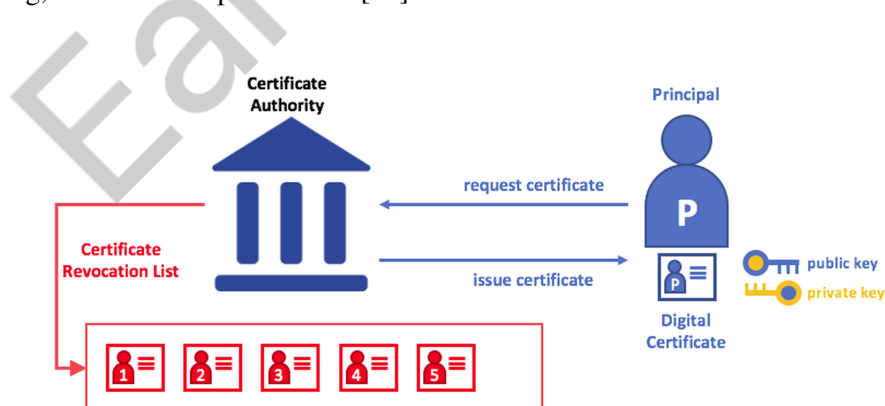 Certificate
Authority
Principal
request certificate
P
Certificate
Revocation List
issue certificate
P
public key
private key
Digital
Certificate
1 2 3 4 5